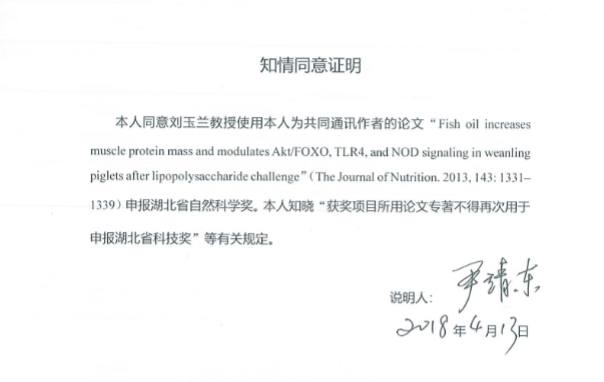 知情同意证明
本人同意刘玉兰教授使用本人为共同通讯作者的论文“Fish oil increases
muscle protein mass and modulates Akt/FOXO, TLR4, and NOD signaling in weanling
piglets after lipopolysaccharide challenge”(The Journal of Nutrition. 2013, 143: 1331–
1339）申报湖北省自然科学奖。本人知晓“获奖项目所用论文专著不得再次用于
申报湖北省科技奖”等有关规定。
说明人：尹靖东
2018年4月13日